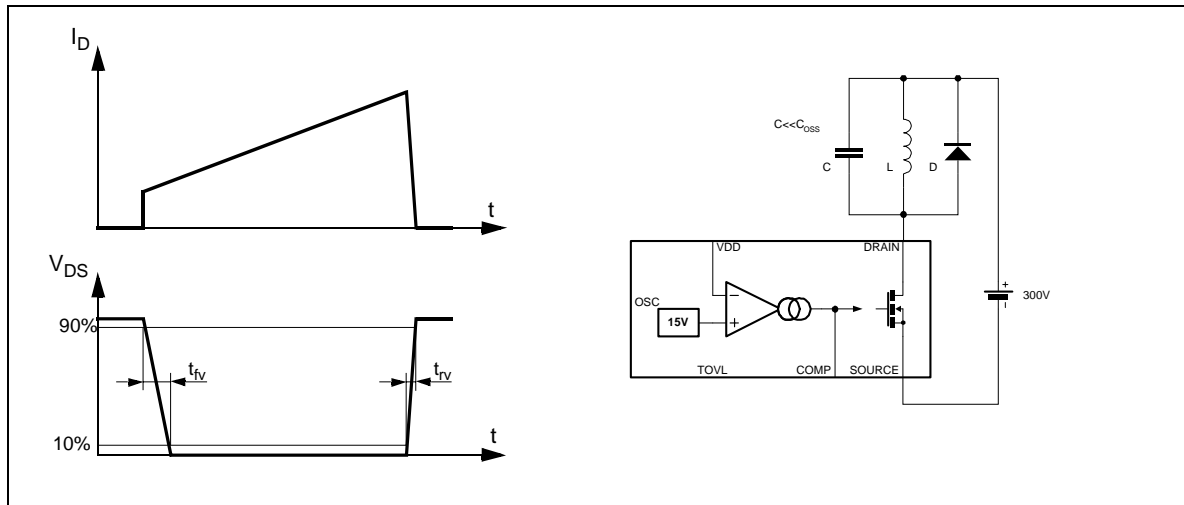 I_D
t
V_DS
90%
t_fv
t_rv
10%
t
C<<C_OSS
C
L
D
VDD
DRAIN
OSC
15V
300V
TOVL
COMP
SOURCE